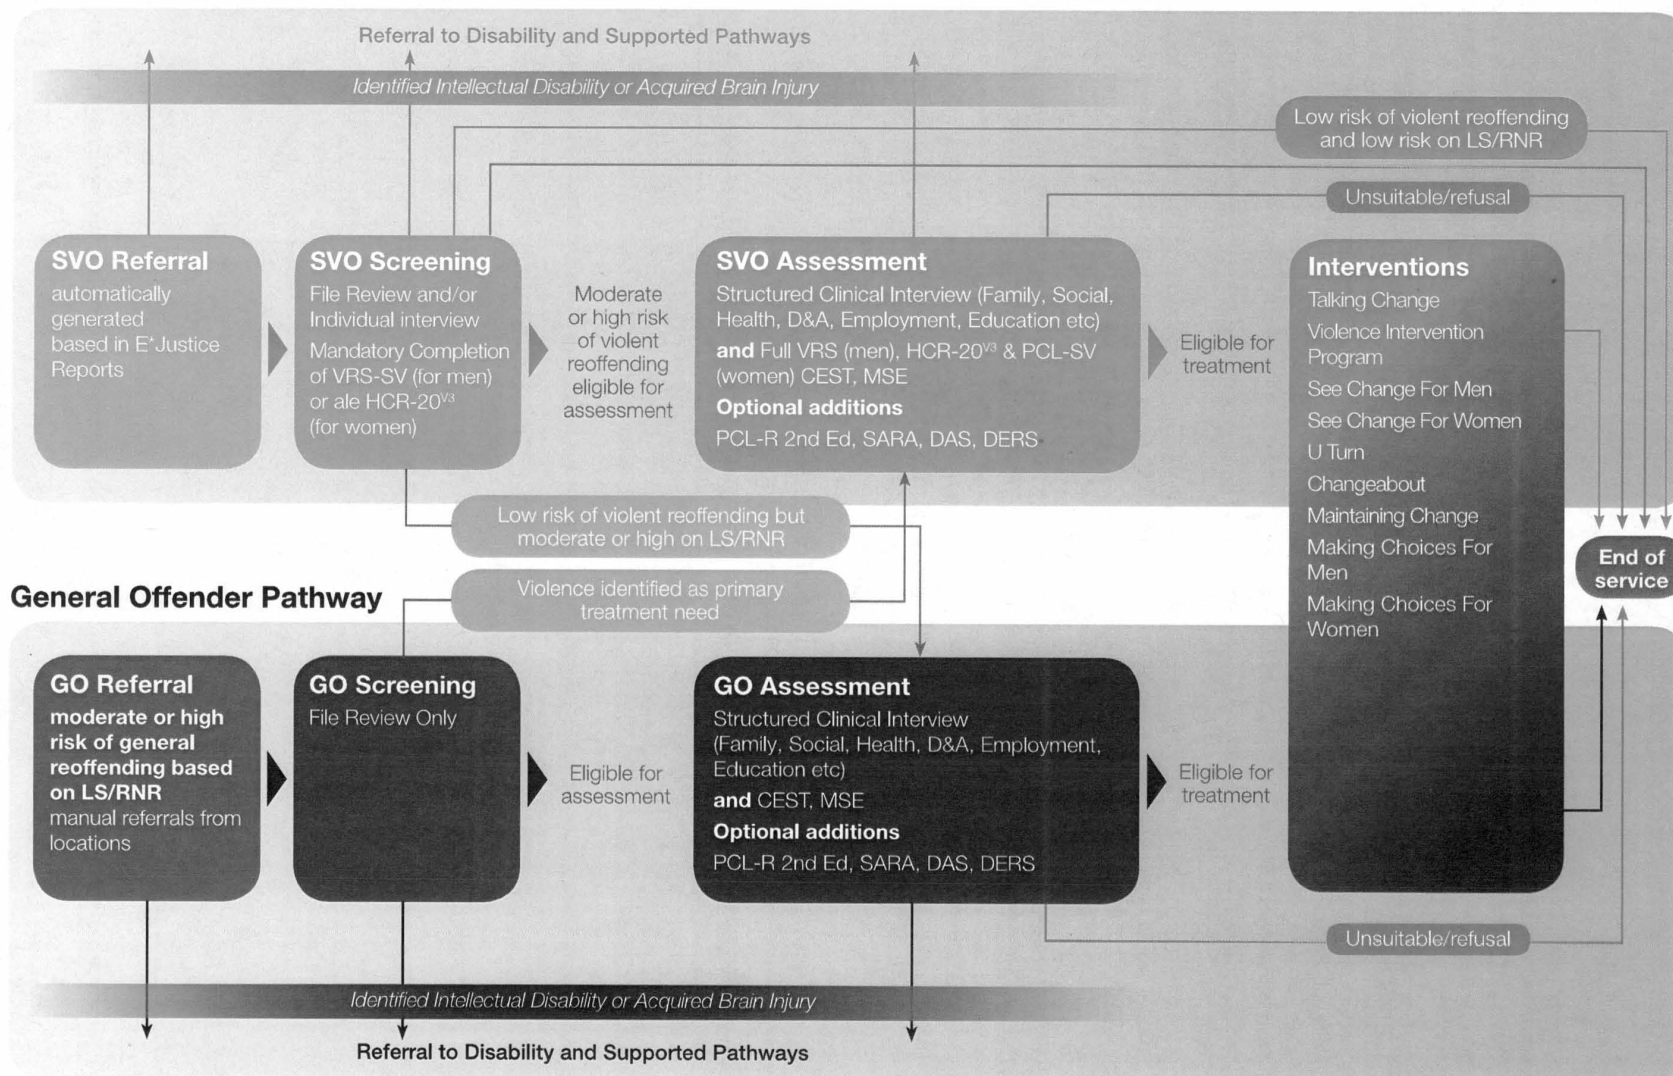 Referral to Disability and Supported Pathways
Identified Intellectual Disability or Acquired Brain Injury
Low risk of violent reoffending
and low risk on LS/RNR
Unsuitable/refusal
SVO Referral
automatically
generated
based in E*Justice
Reports
SVO Screening
File Review and/or
Individual interview
Mandatory Completion
of VRS-SV (for men)
or ale HCR-20V3
(for women)
Moderate
or high risk
of violent
reoffending
eligible for
assessment
SVO Assessment
Structured Clinical Interview (Family, Social,
Health, D&A, Employment, Education etc)
and Full VRS (men), HCR-20V3 & PCL-SV
(women) CEST, MSE
Optional additions
PCL-R 2nd Ed, SARA, DAS, DERS
Eligible for
treatment
Interventions
Talking Change
Violence Intervention
Program
See Change For Men
See Change For Women
U Turn
Changeabout
Maintaining Change
Making Choices For
Men
Making Choices For
Women
End of
service
Low risk of violent reoffending but
moderate or high on LS/RNR
Violence identified as primary
treatment need
General Offender Pathway
GO Referral
moderate or high
risk of general
reoffending based
on LS/RNR
manual referrals from
locations
GO Screening
File Review Only
Eligible for
assessment
GO Assessment
Structured Clinical Interview
(Family, Social, Health, D&A, Employment,
Education etc)
and CEST, MSE
Optional additions
PCL-R 2nd Ed, SARA, DAS, DERS
Eligible for
treatment
Unsuitable/refusal
Identified Intellectual Disability or Acquired Brain Injury
Referral to Disability and Supported Pathways